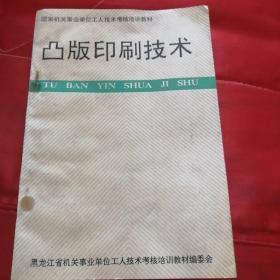 国家机关事业单位工人技术考核培训教材
凸版印刷技术
TU BAN YIN SHUA JI SHU
黑龙江省机关事业单位工人技术考核培训教材编委会